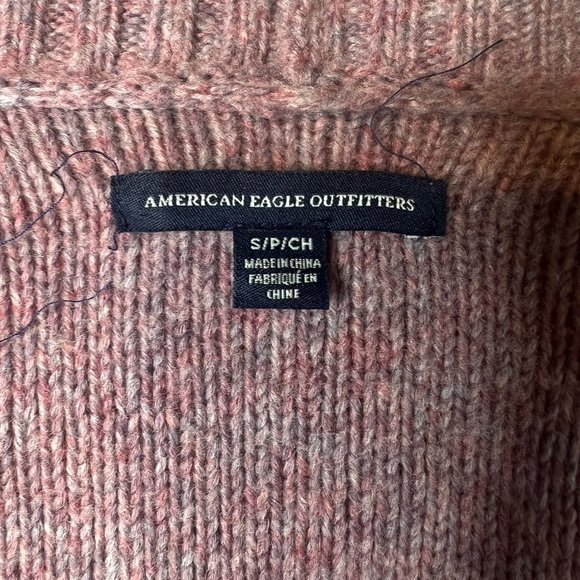 AMERICAN EAGLE OUTFITTERS
S/P/CH
MADE IN CHINA
FABRIQUÉ EN
CHINE